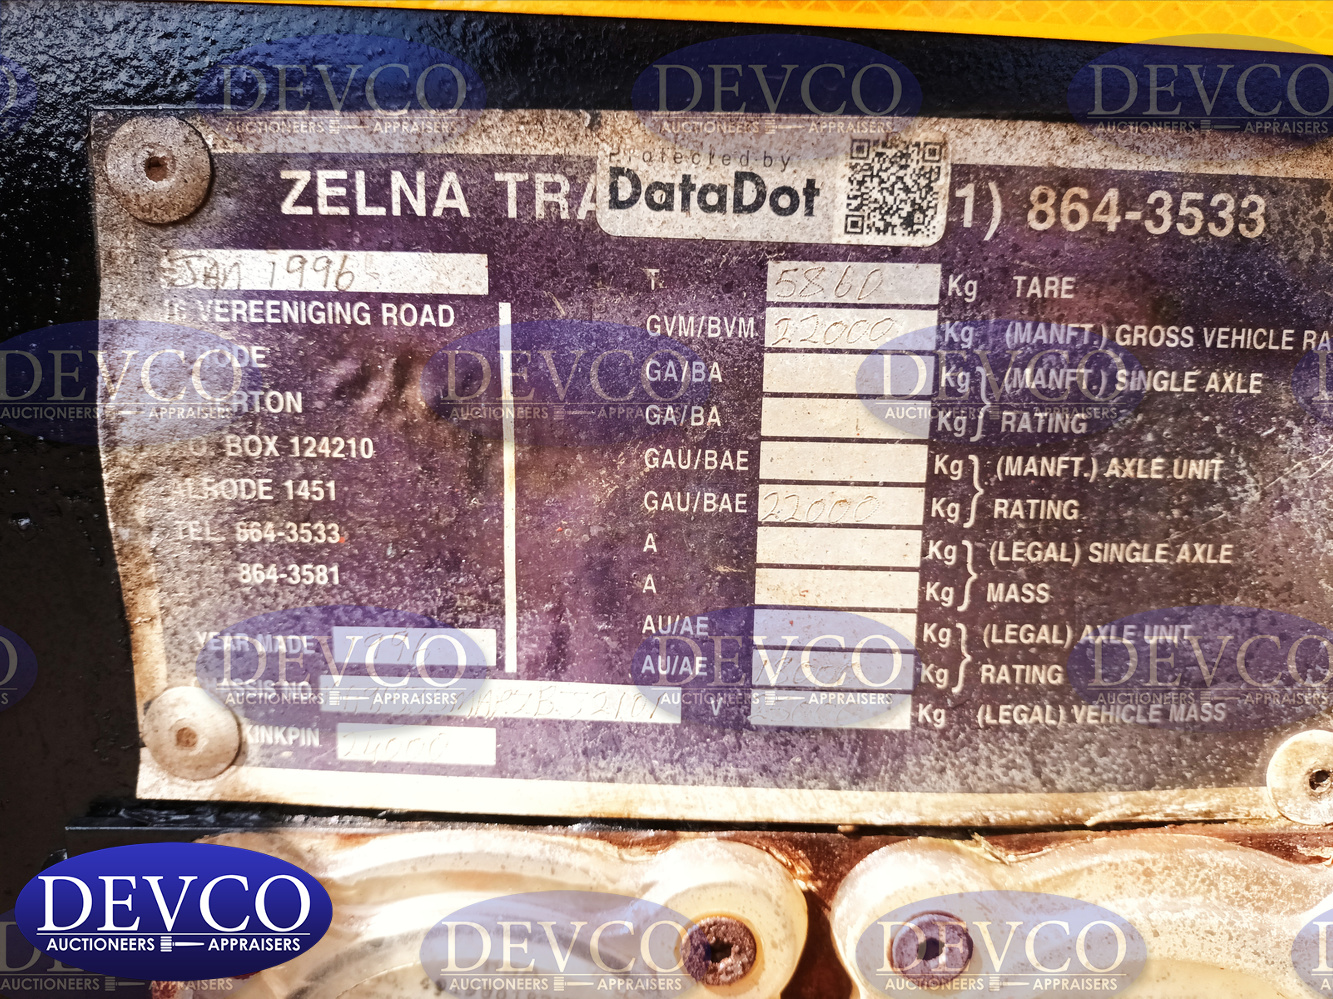 ZELNA TRA
Protected by
DataDot
1) 864-3533
JAN 1996
VEREENIGING ROAD
ODE
RTON
BOX 124210
RODE 1451
TEL. 864-3533
864-3581
YEAR MADE
KINKPIN 24000
T 5860 Kg TARE
GVM/BVM 22000 Kg (MANFT.) GROSS VEHICLE RA
GA/BA Kg (MANFT.) SINGLE AXLE
GA/BA Kg RATING
GAU/BAE Kg (MANFT.) AXLE UNIT
GAU/BAE 22000 Kg RATING
A Kg (LEGAL) SINGLE AXLE
A Kg MASS
AU/AE Kg (LEGAL) AXLE UNIT
AU/AE Kg RATING
V Kg (LEGAL) VEHICLE MASS
DEVCO
AUCTIONEERS APPRAISERS